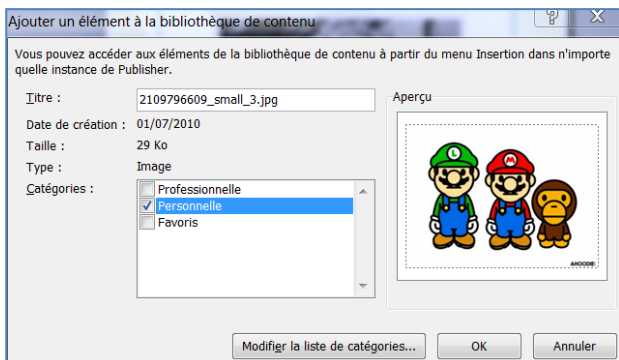 Ajouter un élément à la bibliothèque de contenu
Vous pouvez accéder aux éléments de la bibliothèque de contenu à partir du menu Insertion dans n'importe
quelle instance de Publisher.
Titre : 2109796609_small_3.jpg
Date de création : 01/07/2010
Taille : 29 Ko
Type : Image
Catégories : Professionnelle
Personnelle
Favoris
Aperçu
L M
Modifier la liste de catégories... OK Annuler